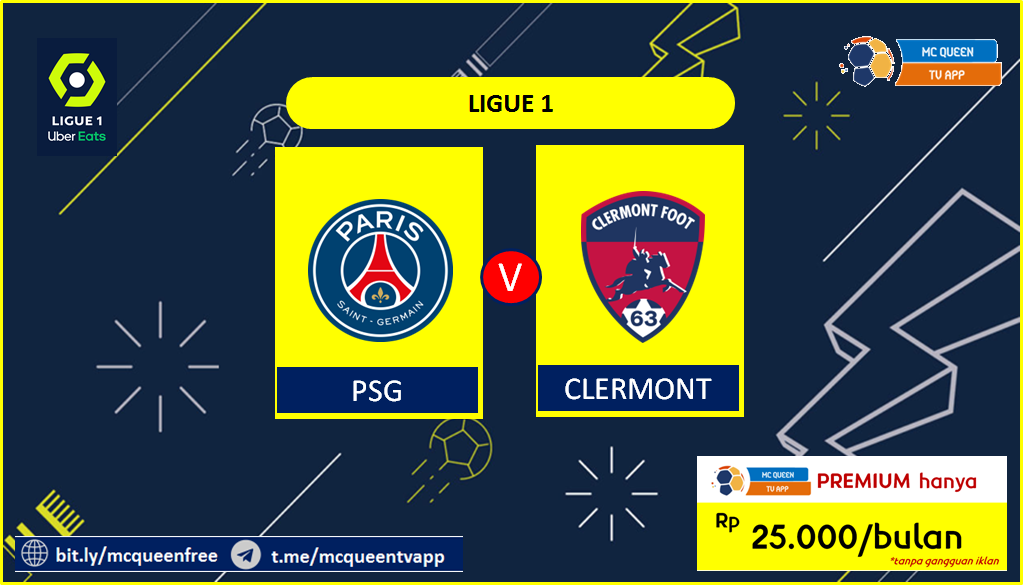 LIGUE 1
Uber Eats
MC QUEEN
TV APP
LIGUE 1
PARIS
SAINT - GERMAIN
V
CLERMONT FOOT
63
PSG
CLERMONT
MC QUEEN
TV APP
PREMIUM hanya
Rp 25.000/bulan
*tanpa gangguan iklan
bit.ly/mcqueenfree
t.me/mcqueentvapp